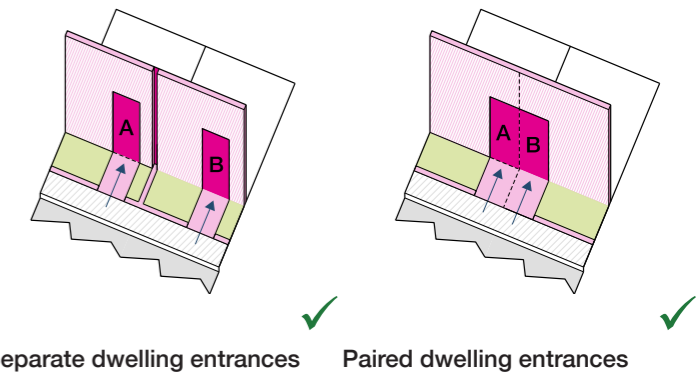 A
B
A B
eparate dwelling entrances
Paired dwelling entrances